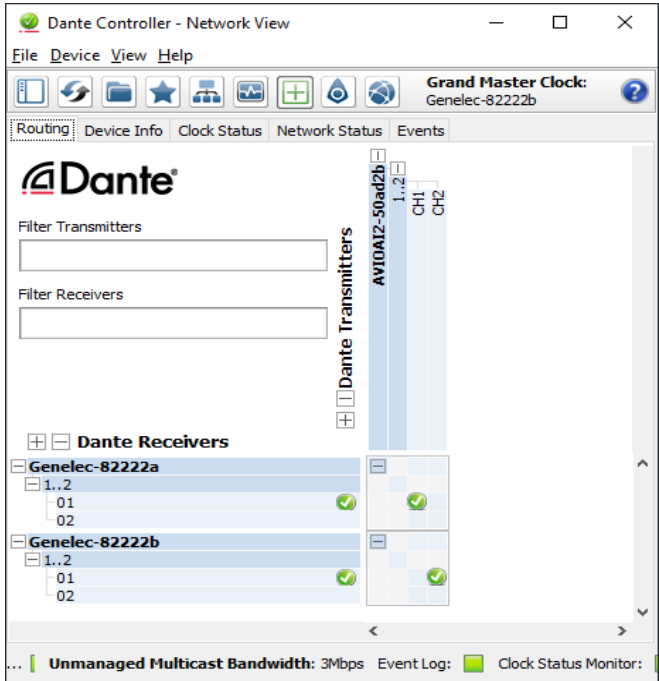 Dante Controller - Network View
File Device View Help
Grand Master Clock:
Genelec-82222b
?
Routing Device Info Clock Status Network Status Events
Dante®
Filter Transmitters
Filter Receivers
Dante Transmitters
AVIOAI2-50ad2b
1..2
CH1
CH2
Dante Receivers
Genelec-82222a
1..2
01
02
Genelec-82222b
1..2
01
02
... Unmanaged Multicast Bandwidth: 3Mbps Event Log: Clock Status Monitor: